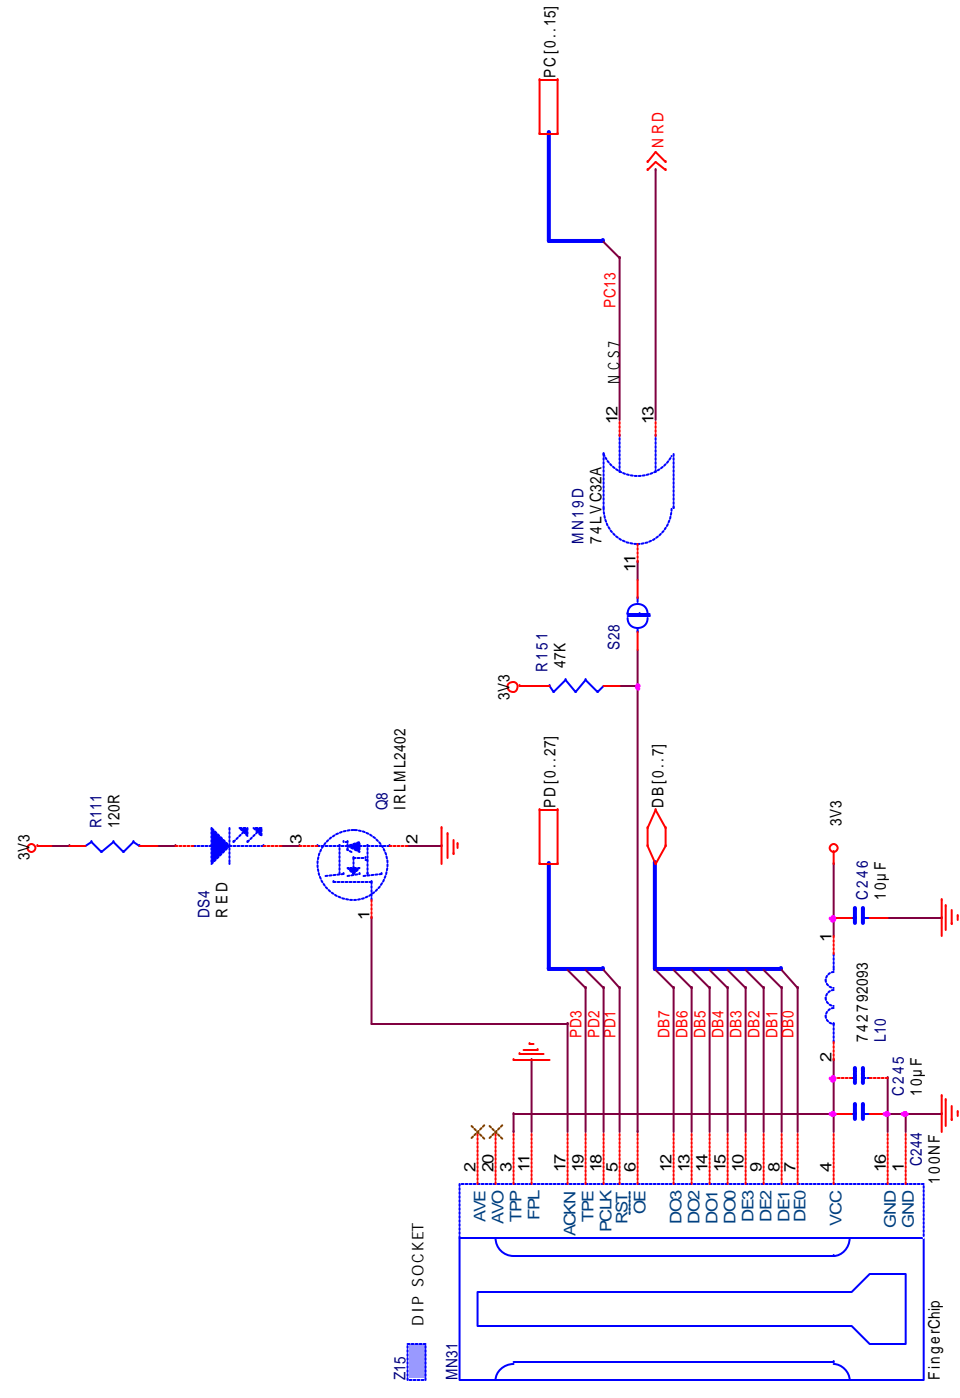 PC[0..15]
NRD
PC13
NCS7
12
13
MN19D
74LVC32A
11
S28
R151
47K
3V3
3V3
R111
120R
DS4
RED
3
Q8
IRLML2402
2
1
PD[0..27]
DB[0..7]
3V3
C246
10µF
1
742792093
L10
2
C245
10µF
C244
100NF
PD3
PD2
PD1
DB7
DB6
DB5
DB4
DB3
DB2
DB1
DB0
2
20
3
11
17
19
18
5
6
12
13
14
15
10
9
8
7
4
16
1
AVE
AVO
TPP
FPL
ACKN
TPE
PCLK
RST
OE
DO3
DO2
DO1
DO0
DE3
DE2
DE1
DE0
VCC
GND
GND
Z15
DIP SOCKET
MN31
FingerChip